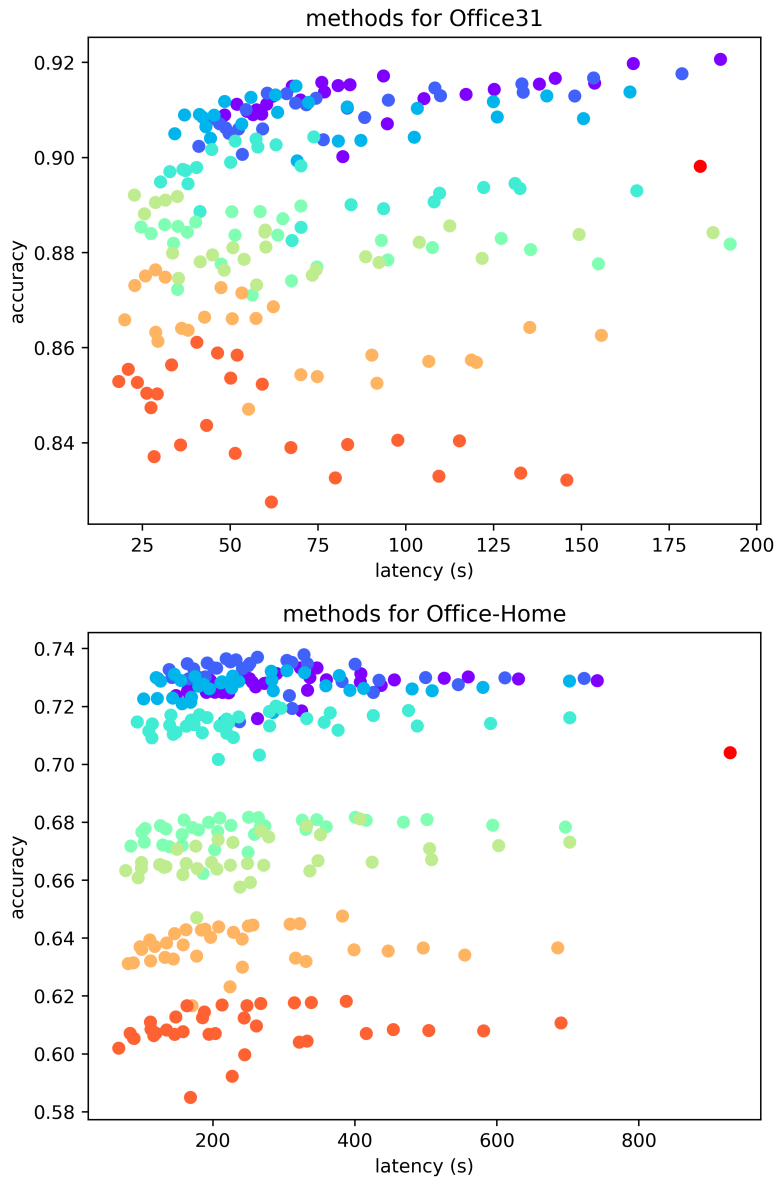 methods for Office31
0.92
0.90
0.88
0.86
0.84
accuracy
25 50 75 100 125 150 175 200
latency (s)
methods for Office-Home
0.74
0.72
0.70
0.68
0.66
0.64
0.62
0.60
0.58
accuracy
200 400 600 800
latency (s)